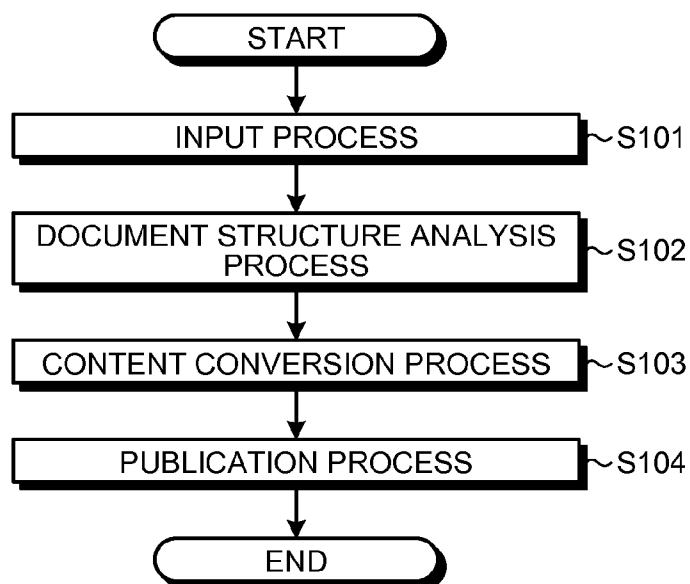 START
INPUT PROCESS
S101
DOCUMENT STRUCTURE ANALYSIS
PROCESS
S102
CONTENT CONVERSION PROCESS
S103
PUBLICATION PROCESS
S104
END